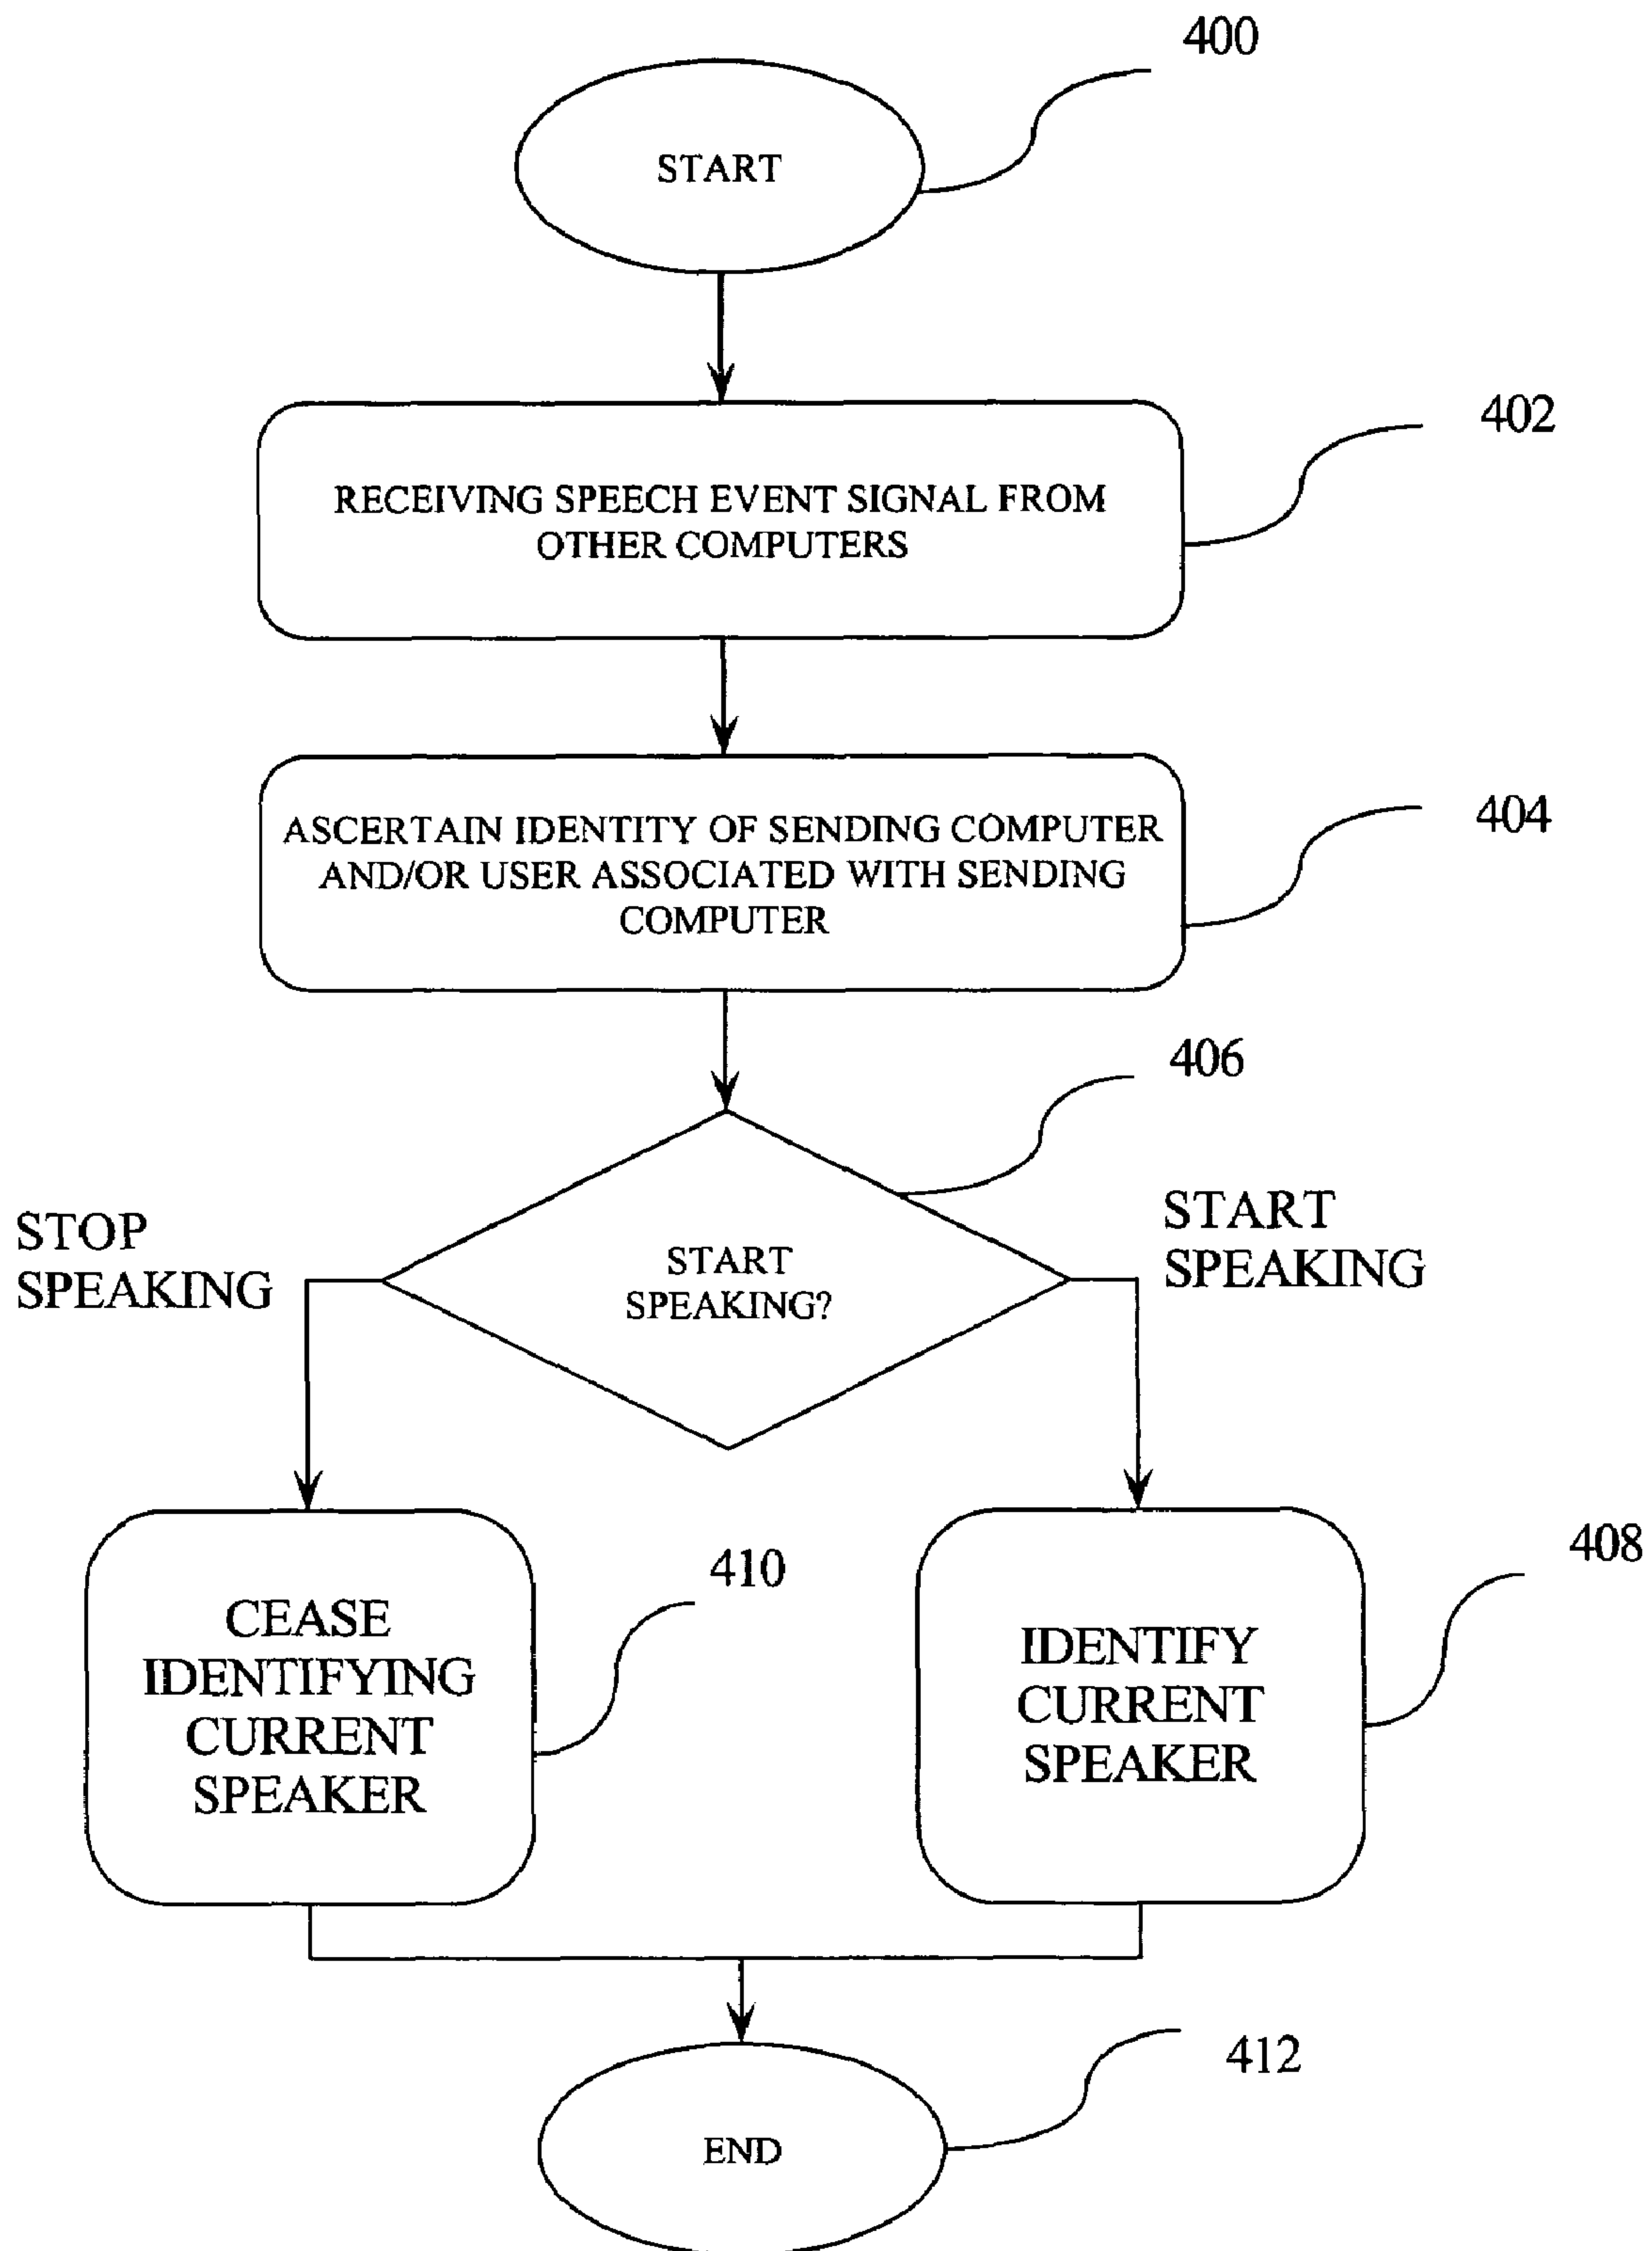 400
START
402
RECEIVING SPEECH EVENT SIGNAL FROM
OTHER COMPUTERS
404
ASCERTAIN IDENTITY OF SENDING COMPUTER
AND/OR USER ASSOCIATED WITH SENDING
COMPUTER
406
STOP
SPEAKING
START
SPEAKING?
START
SPEAKING
410
CEASE
IDENTIFYING
CURRENT
SPEAKER
408
IDENTIFY
CURRENT
SPEAKER
412
END